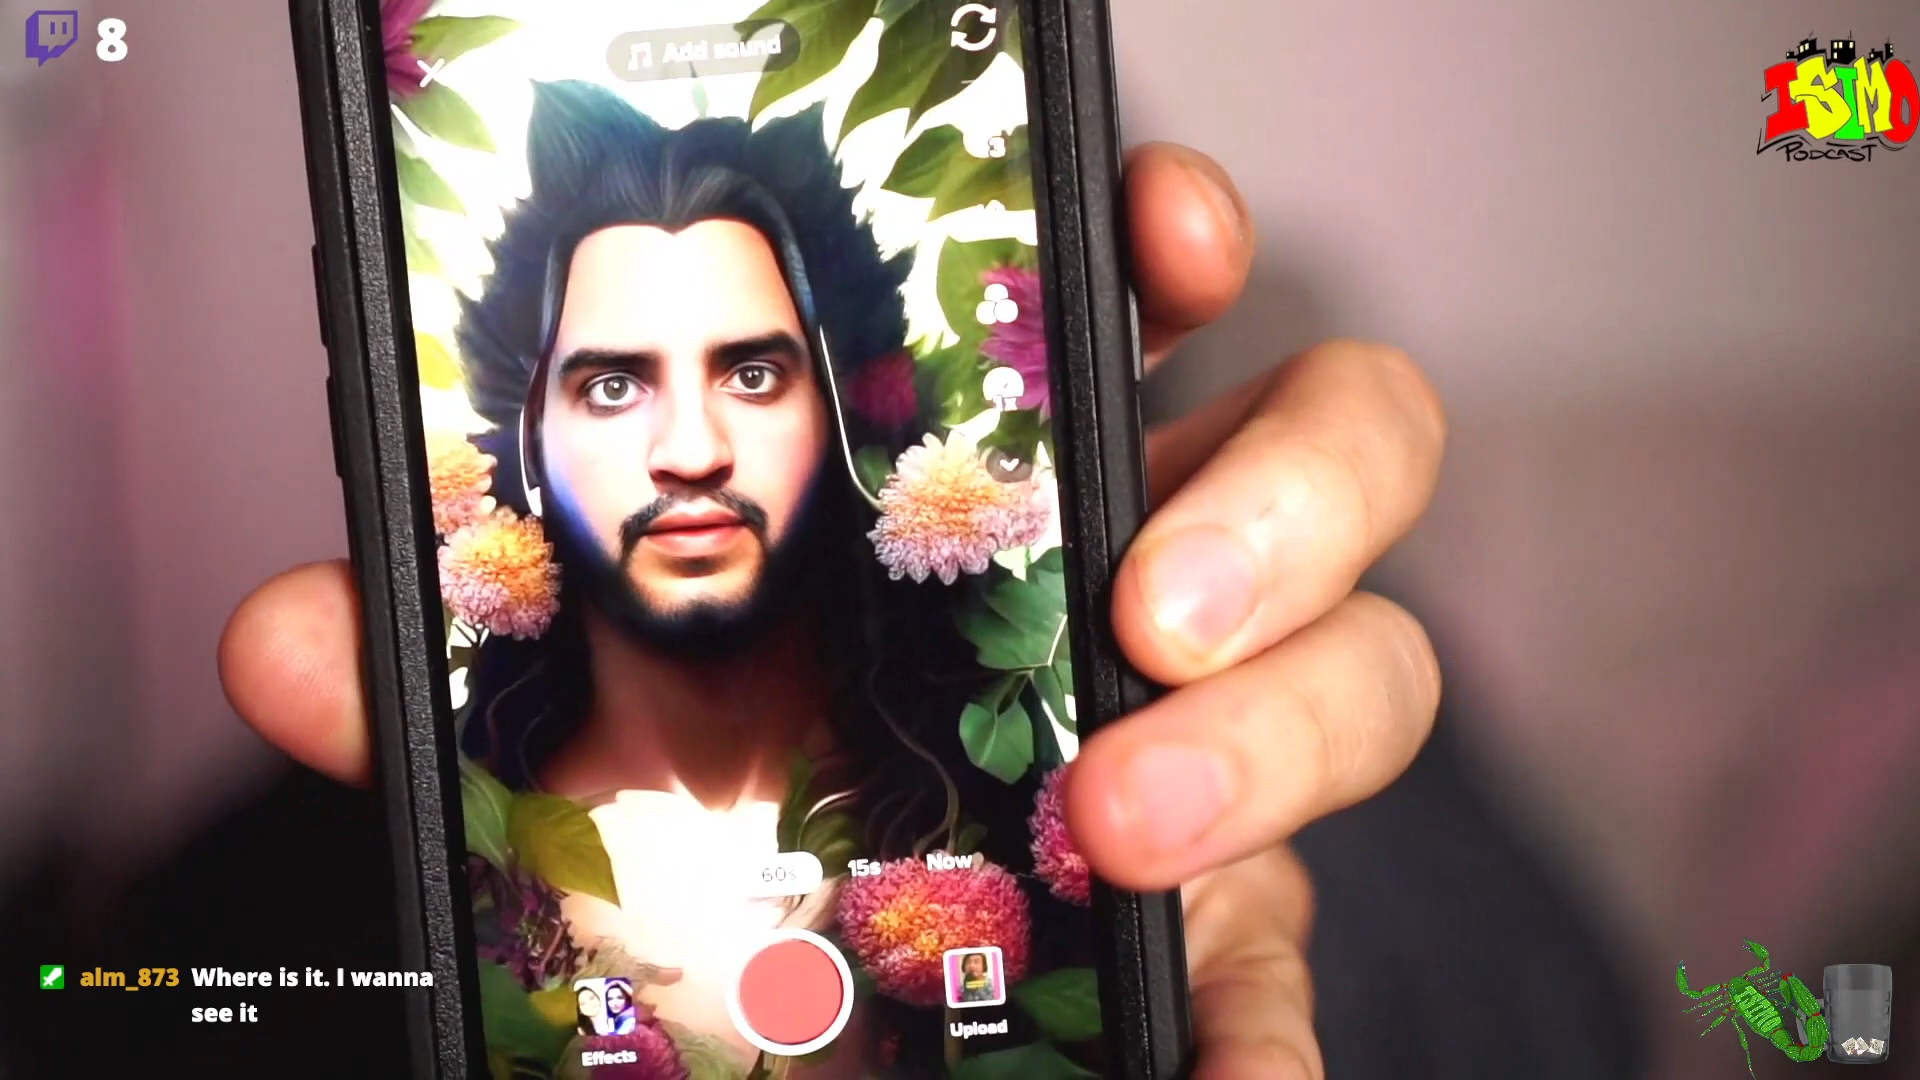 8
Add sound
ISIMO
PODCAST
60s
15s
Now
alm_873 Where is it. I wanna
see it
Upload
Effects